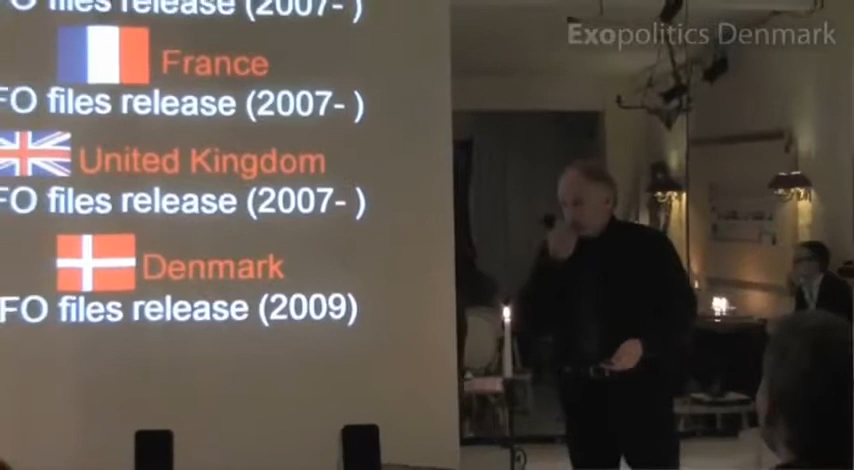 FO files release (2007- )
France
FO files release (2007- )
United Kingdom
FO files release (2007- )
Denmark
FO files release (2009)
Exopolitics Denmark